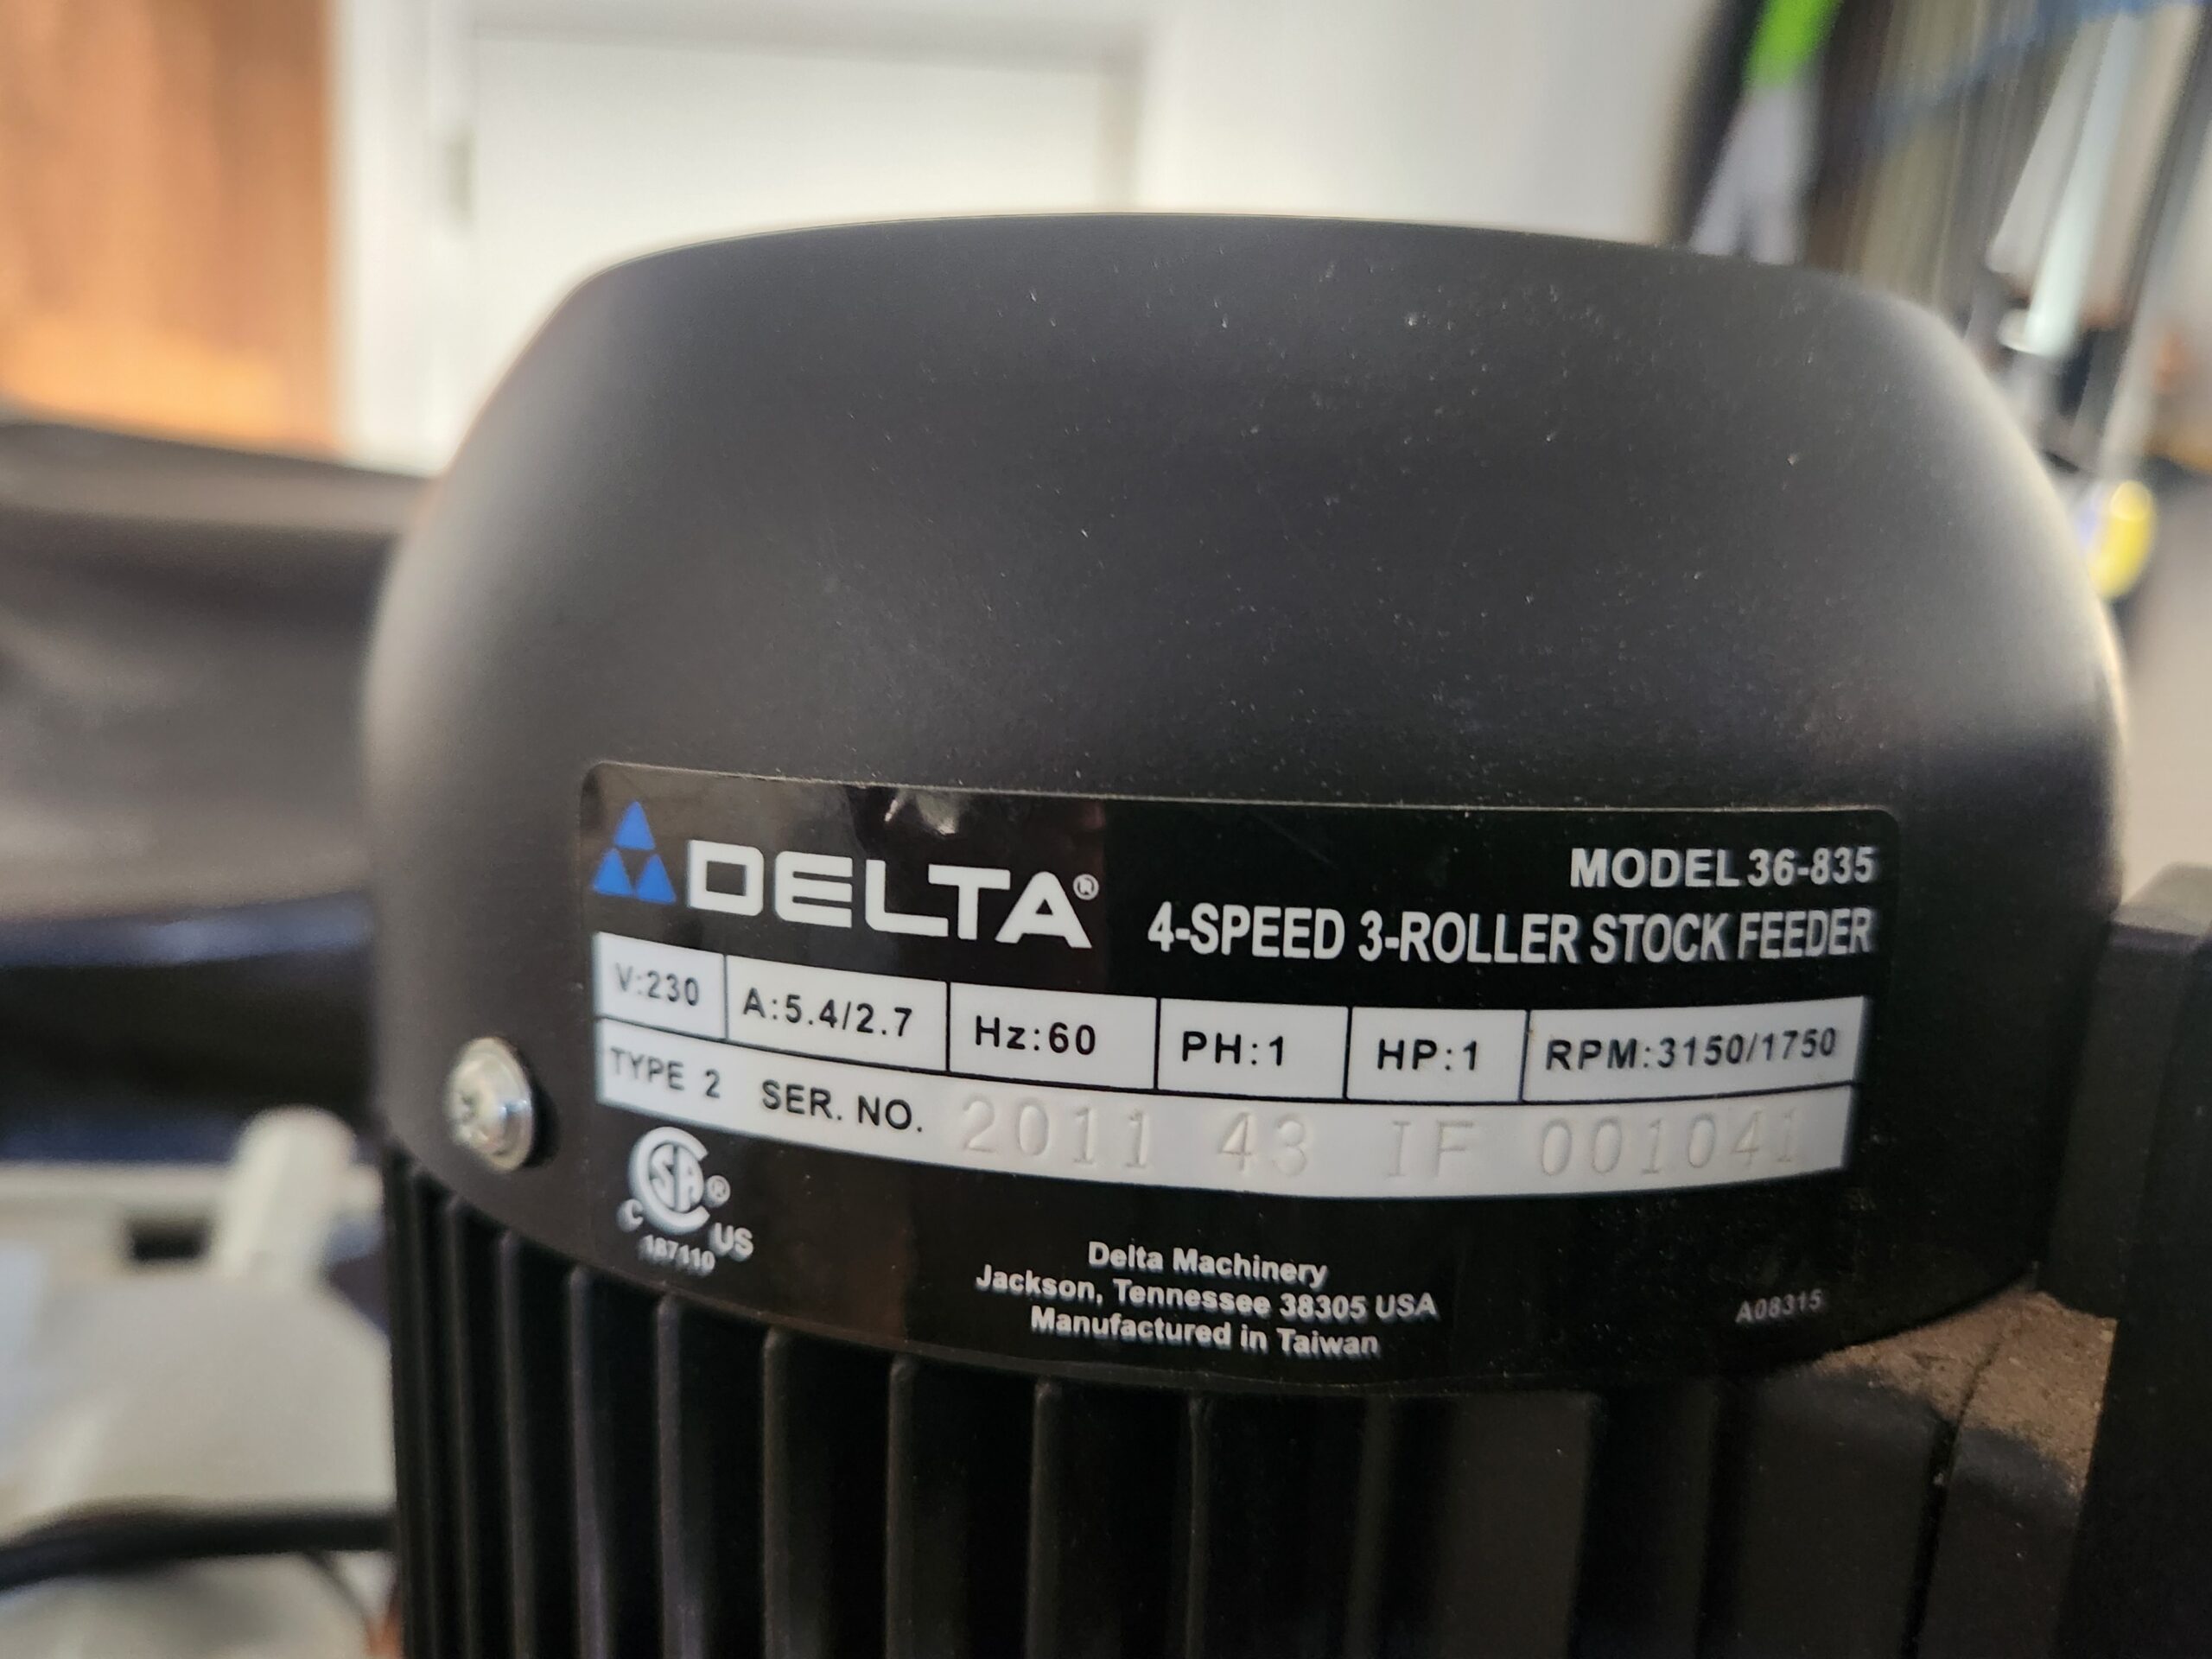 DELTA®
MODEL 36-835
4-SPEED 3-ROLLER STOCK FEEDER
V:230 A:5.4/2.7 Hz:60 PH:1 HP:1 RPM:3150/1750
TYPE 2 SER. NO. 2011 43 IF 001041
CSA®
C US
187110
Delta Machinery
Jackson, Tennessee 38305 USA
Manufactured in Taiwan
A08315